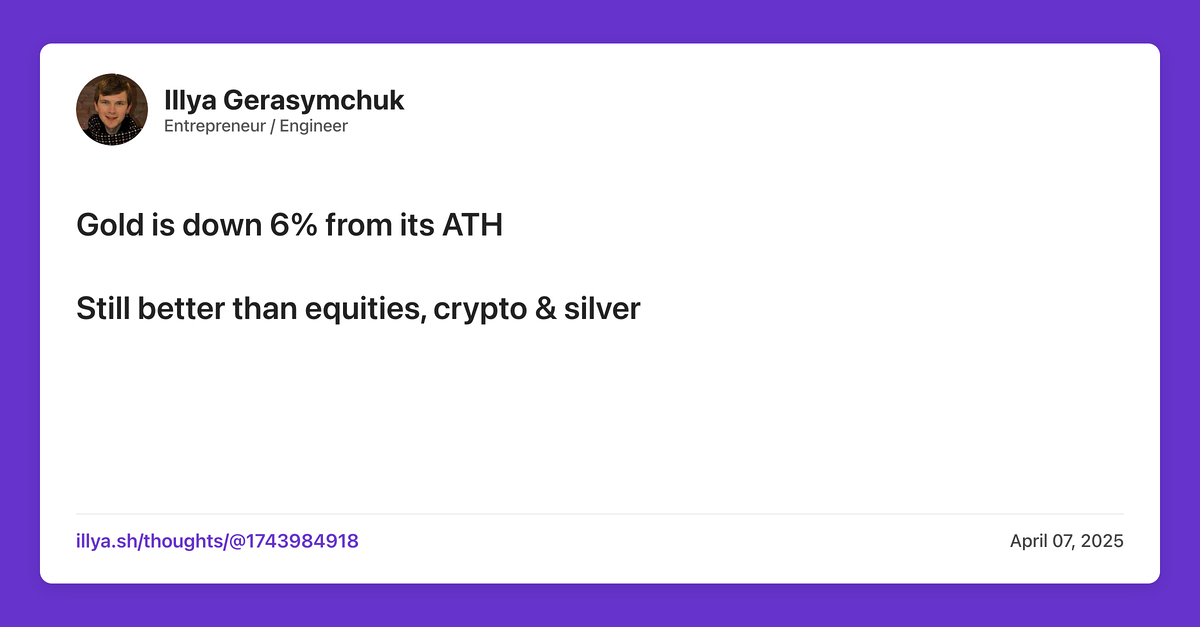 Illya Gerasymchuk
Entrepreneur / Engineer
Gold is down 6% from its ATH
Still better than equities, crypto & silver
illya.sh/thoughts/@1743984918
April 07, 2025